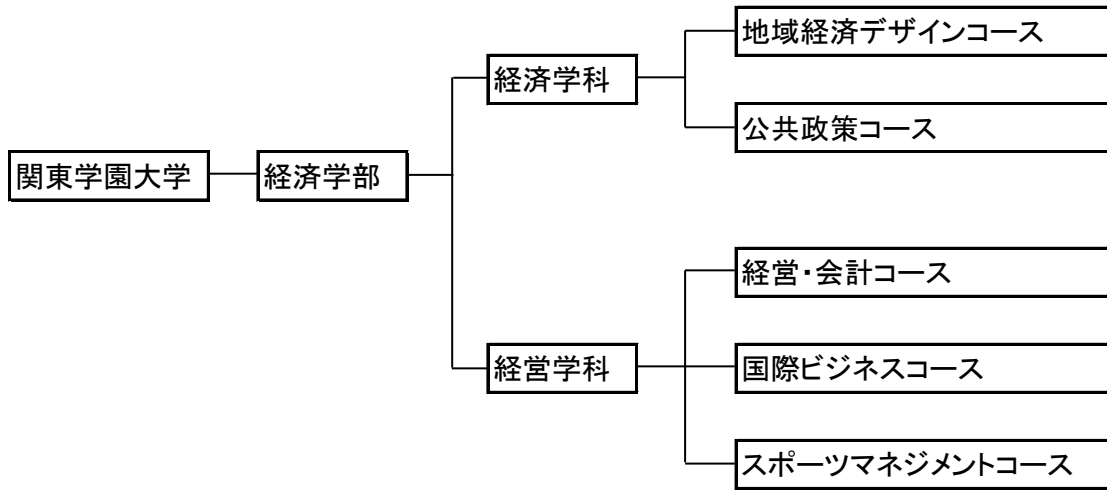 関東学園大学
経済学部
経済学科
地域経済デザインコース
公共政策コース
経営学科
経営・会計コース
国際ビジネスコース
スポーツマネジメントコース